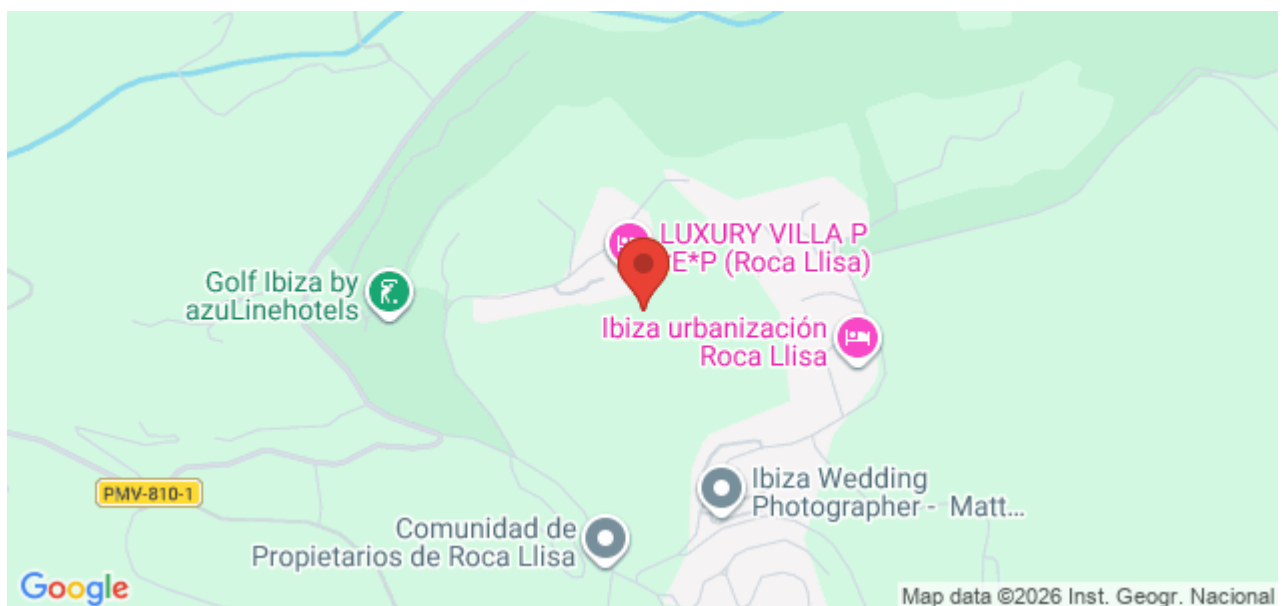 LUXURY VILLA P
*E*P (Roca Llisa)
Golf Ibiza by
azuLinehotels
Ibiza urbanización
Roca Llisa
Ibiza Wedding
Photographer - Matt...
PMV-810-1
Comunidad de
Propietarios de Roca Llisa
Google
Map data ©2026 Inst. Geogr. Nacional